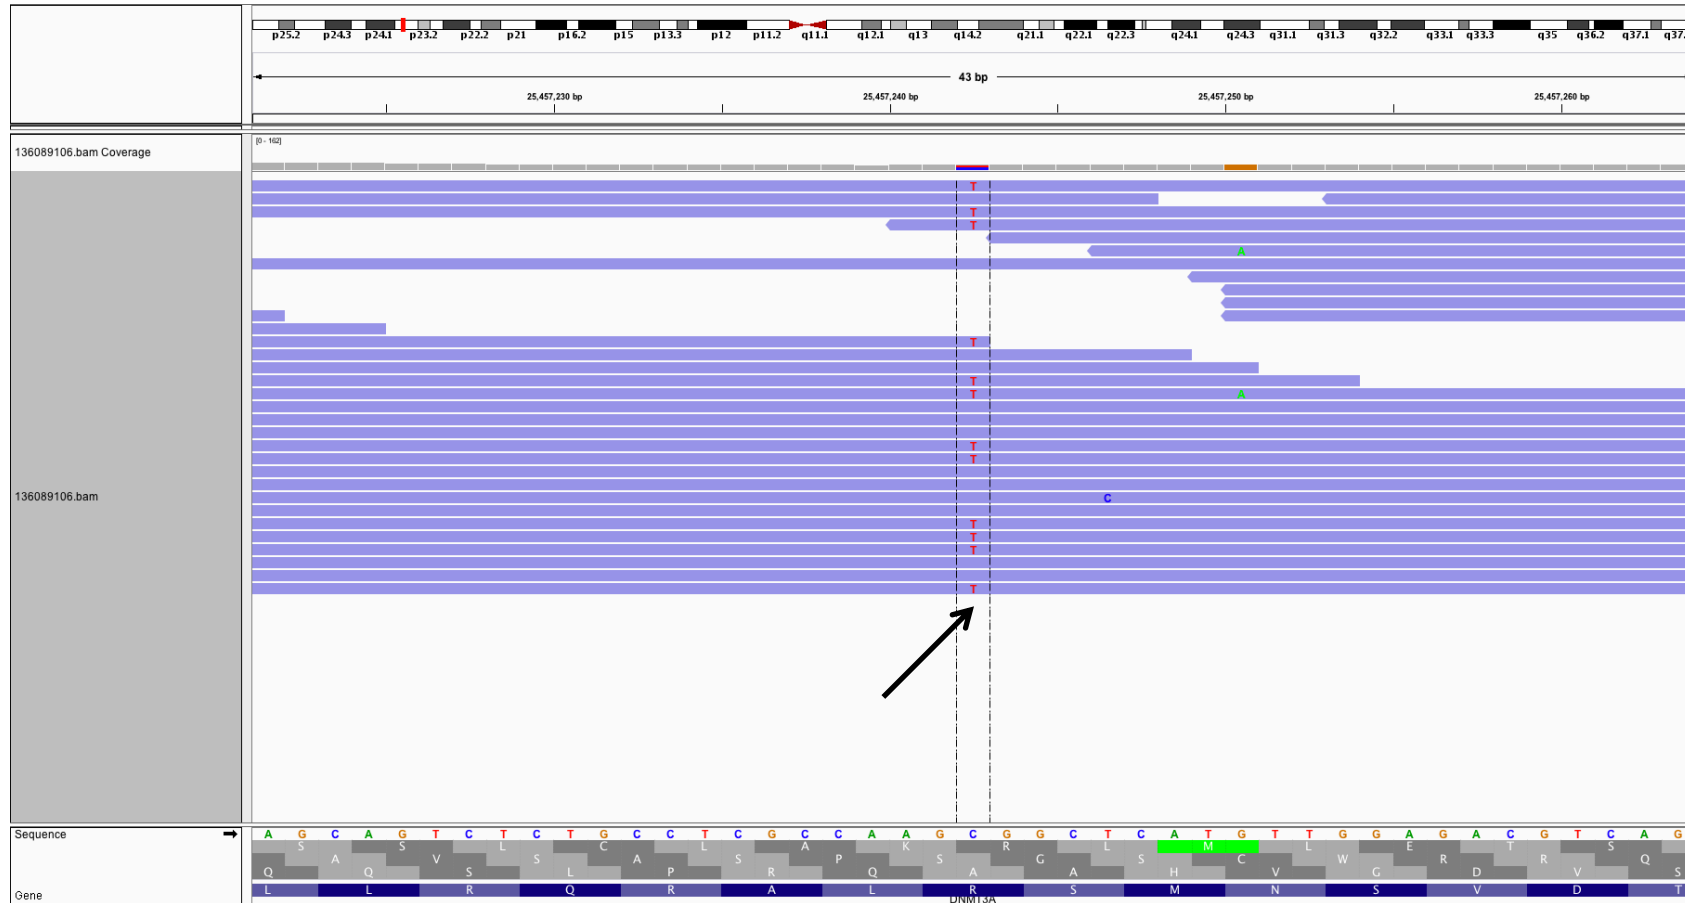 p25.2 p24.3 p24.1 p23.2 p22.2 p21 p16.2 p15 p13.3 p12 p11.2 q11.1 q12.1 q13 q14.2 q21.1 q22.1 q22.3 q24.1 q24.3 q31.1 q31.3 q32.2 q33.1 q33.3 q35 q36.2 q37.1 q37.
43 bp
25,457,230 bp 25,457,240 bp 25,457,250 bp 25,457,260 bp
[0 - 162]
136089106.bam Coverage
T
T
T
A
T
T
T A
T
T
136089106.bam
C
T
T
T
T
Sequence
A G C A G T C T C T G C C T C G C C A A G C G G C T C A T G T T G G A G A C G T C A G
S S L C L A K R L M L E T S
A V S A S P S G S C W R R Q
Q Q S L P R Q A A H V G D V S
Gene
L L R Q R A L R S M N S V D T
DNMT3A